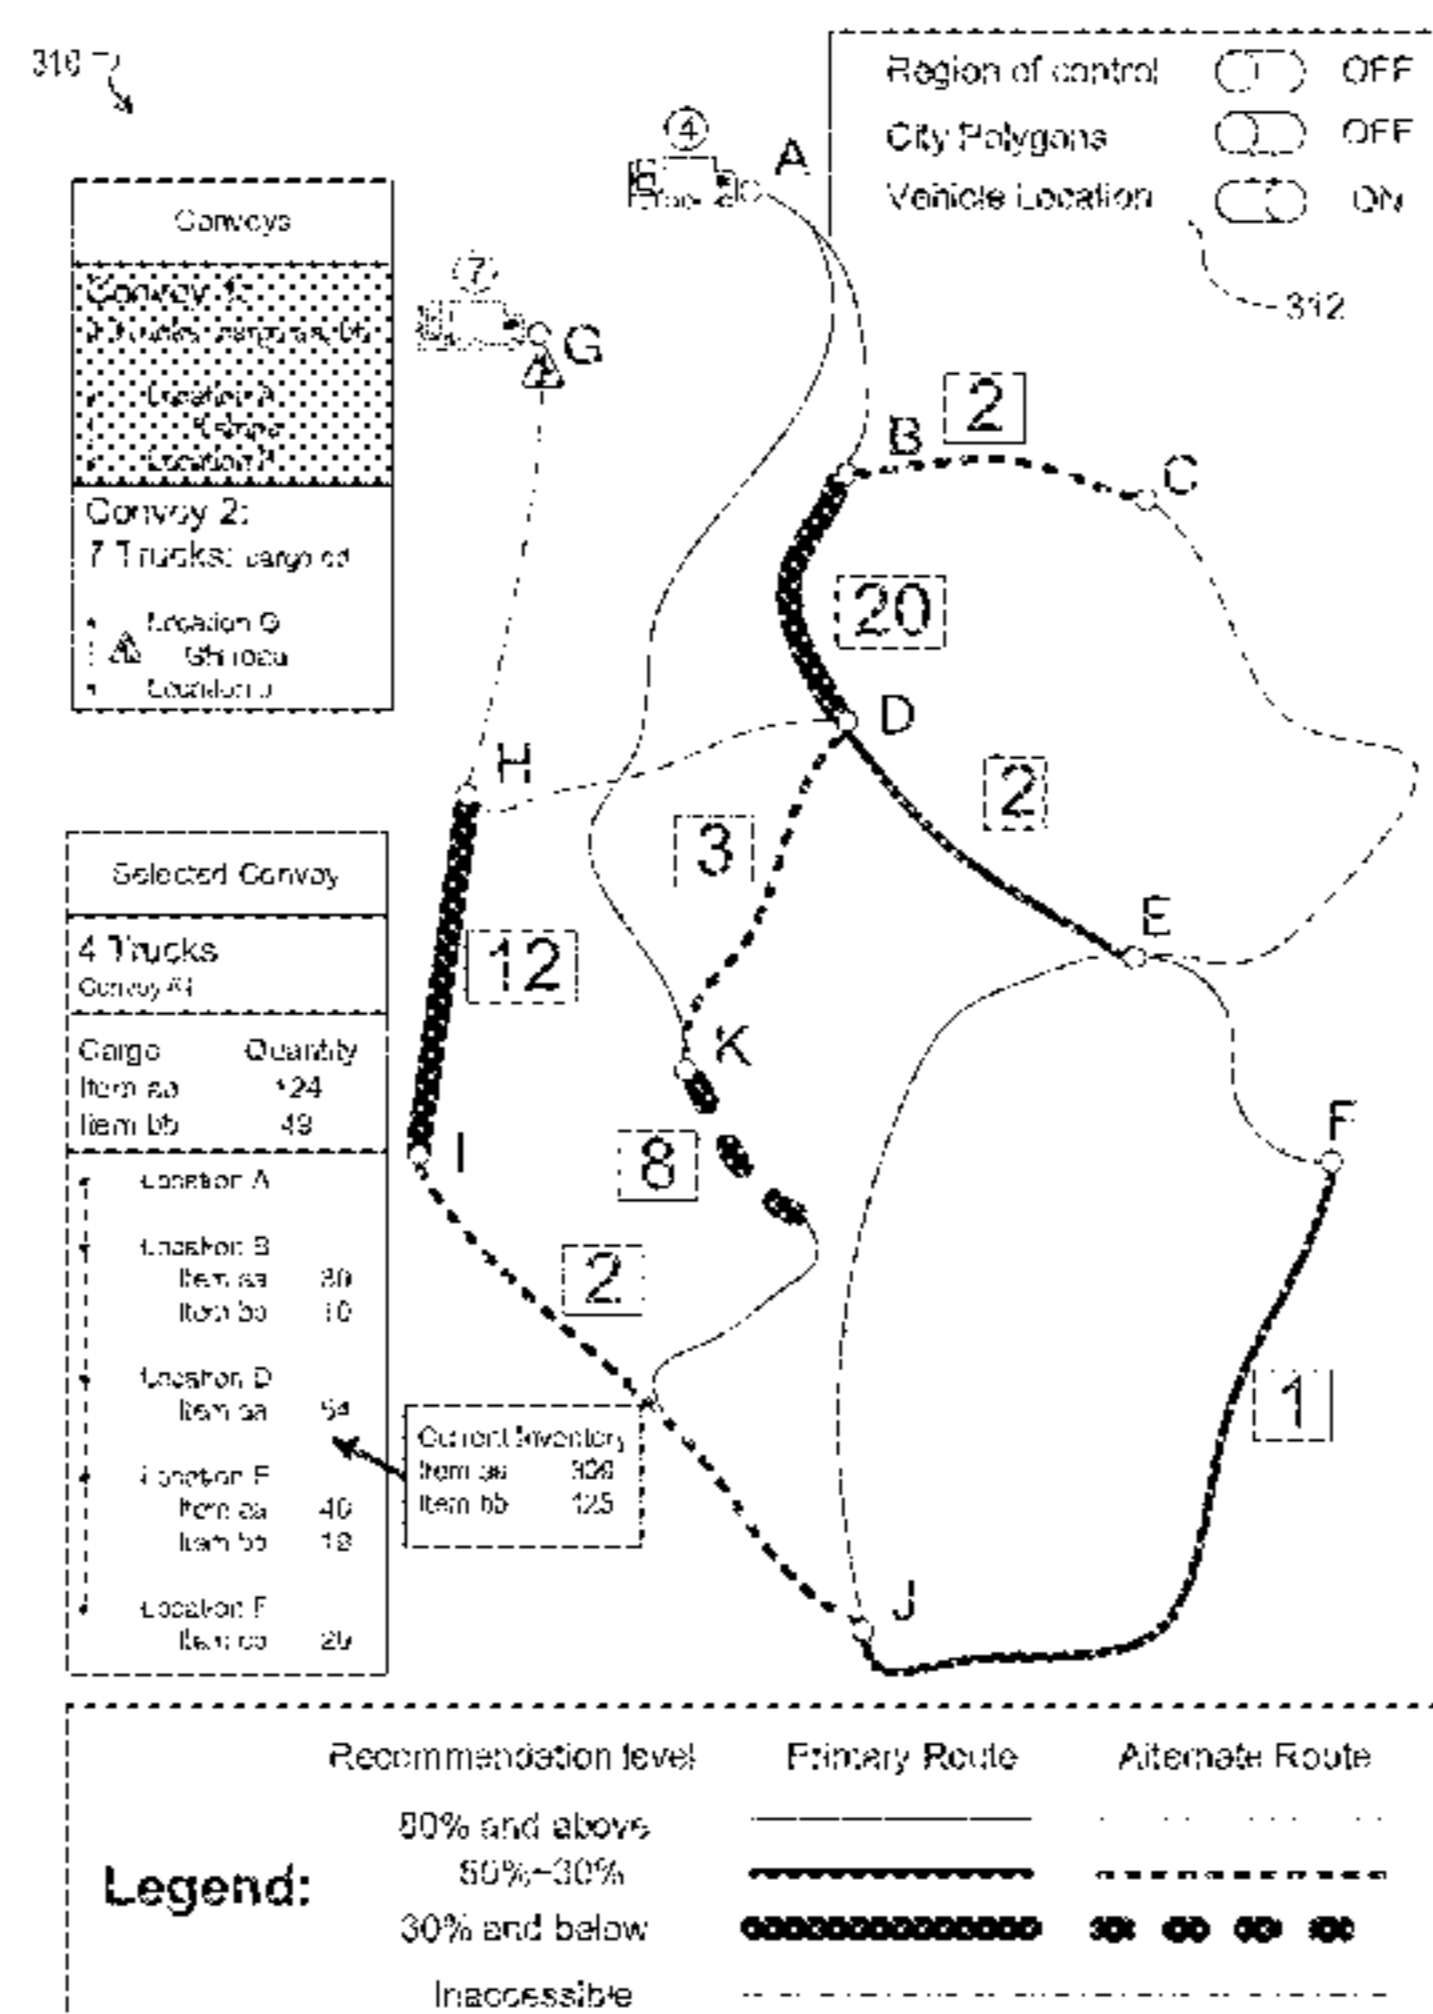 310
Region of control OFF
City Polygons OFF
Vehicle Location ON
312
4
A
7
G
Convoys
Convoy 1:
Location A
Convoy 2:
7 Trucks: cargo
Location G
Location
B
2
C
20
D
H
2
3
E
12
K
F
I
8
2
1
J
Selected Convoy
4 Trucks
Convoy #1
Cargo Quantity
Item aa 124
Item bb
Location A
Location B
Item aa
Item bb 10
Location D
Item aa 54
Location E
Item aa 40
Item bb
Location F
Item
Current Inventory
Item aa
Item bb 125
Recommendation level Primary Route Alternate Route
80% and above
Legend:
30% and below
Inaccessible